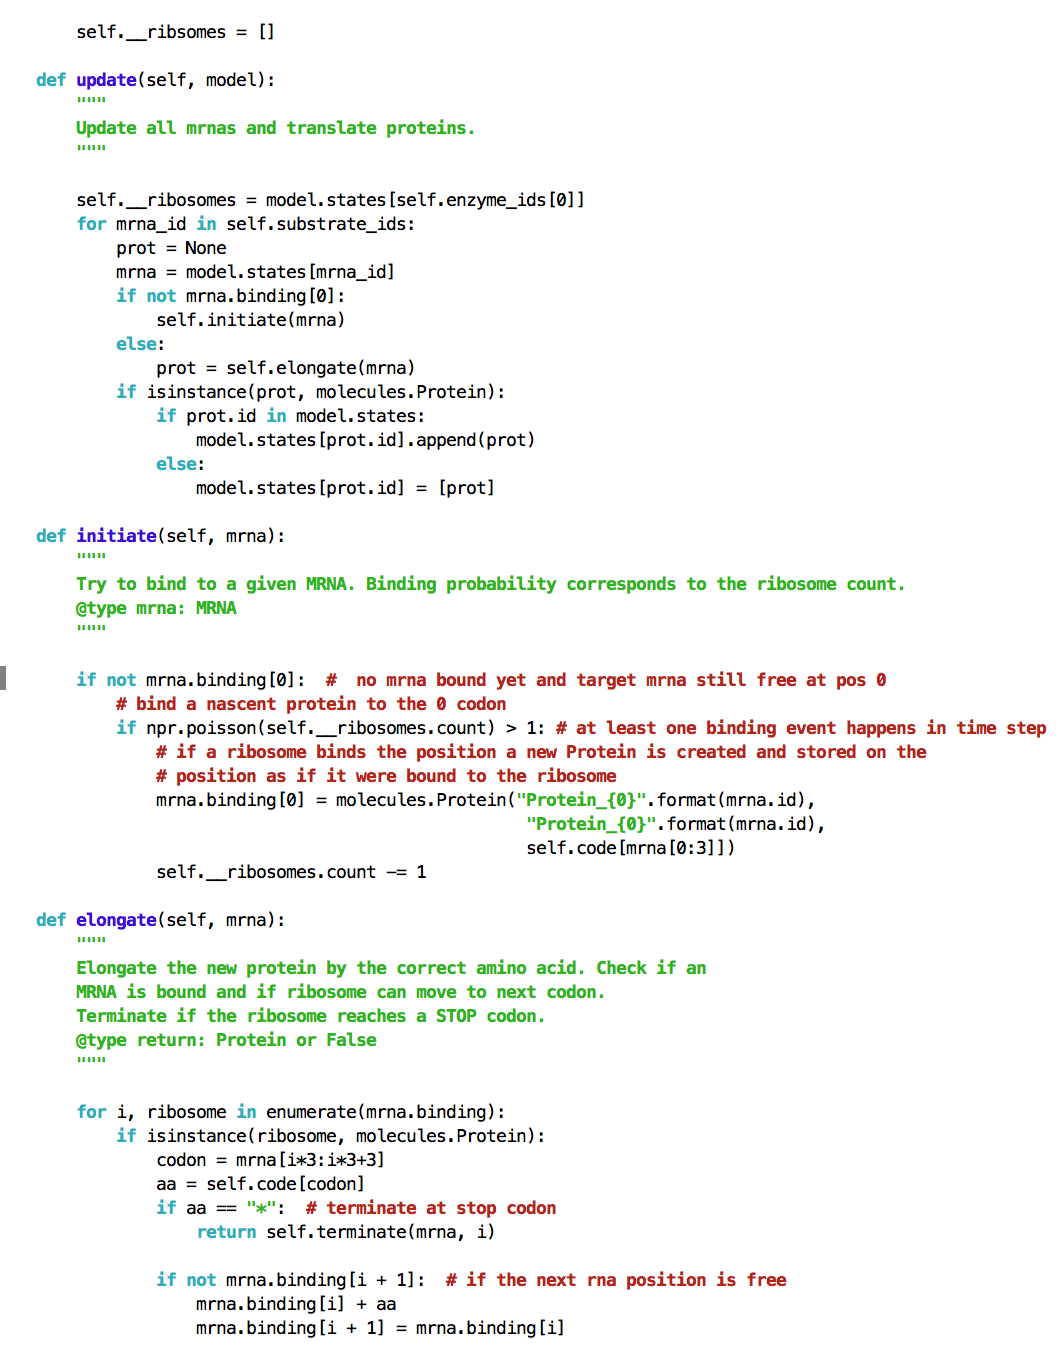 self.__ribsomes = []
def update(self, model):
"""
Update all mrnas and translate proteins.
"""
self.__ribosomes = model.states[self.enzyme_ids[0]]
for mrna_id in self.substrate_ids:
prot = None
mrna = model.states[mrna_id]
if not mrna.binding[0]:
self.initiate(mrna)
else:
prot = self.elongate(mrna)
if isinstance(prot, molecules.Protein):
if prot.id in model.states:
model.states[prot.id].append(prot)
else:
model.states[prot.id] = [prot]
def initiate(self, mrna):
"""
Try to bind to a given MRNA. Binding probability corresponds to the ribosome count.
@type mrna: MRNA
"""
if not mrna.binding[0]:  #  no mrna bound yet and target mrna still free at pos 0
# bind a nascent protein to the 0 codon
if npr.poisson(self.__ribosomes.count) > 1: # at least one binding event happens in time step
# if a ribosome binds the position a new Protein is created and stored on the
# position as if it were bound to the ribosome
mrna.binding[0] = molecules.Protein("Protein_{0}".format(mrna.id),
"Protein_{0}".format(mrna.id),
self.code[mrna[0:3]])
self.__ribosomes.count -= 1
def elongate(self, mrna):
"""
Elongate the new protein by the correct amino acid. Check if an
MRNA is bound and if ribosome can move to next codon.
Terminate if the ribosome reaches a STOP codon.
@type return: Protein or False
"""
for i, ribosome in enumerate(mrna.binding):
if isinstance(ribosome, molecules.Protein):
codon = mrna[i*3:i*3+3]
aa = self.code[codon]
if aa == "*":  # terminate at stop codon
return self.terminate(mrna, i)
if not mrna.binding[i + 1]:  # if the next rna position is free
mrna.binding[i] + aa
mrna.binding[i + 1] = mrna.binding[i]